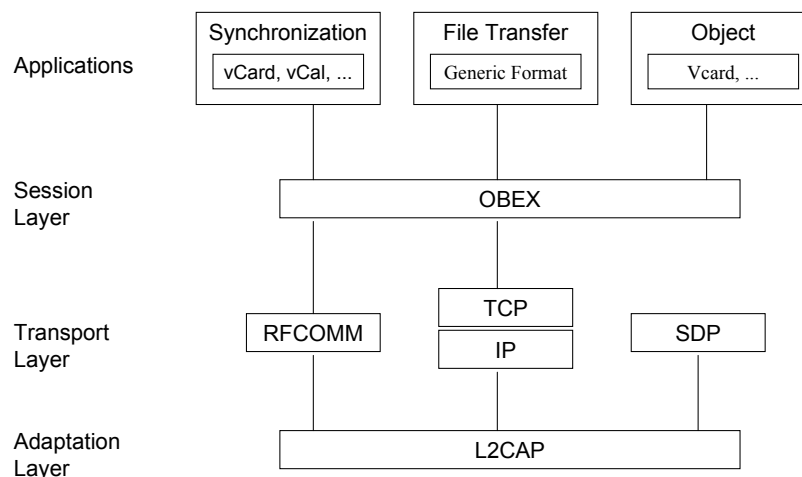 Synchronization
File Transfer
Object
Applications
vCard, vCal, ...
Generic Format
Vcard, ...
Session
Layer
OBEX
TCP
Transport
Layer
RFCOMM
IP
SDP
Adaptation
Layer
L2CAP